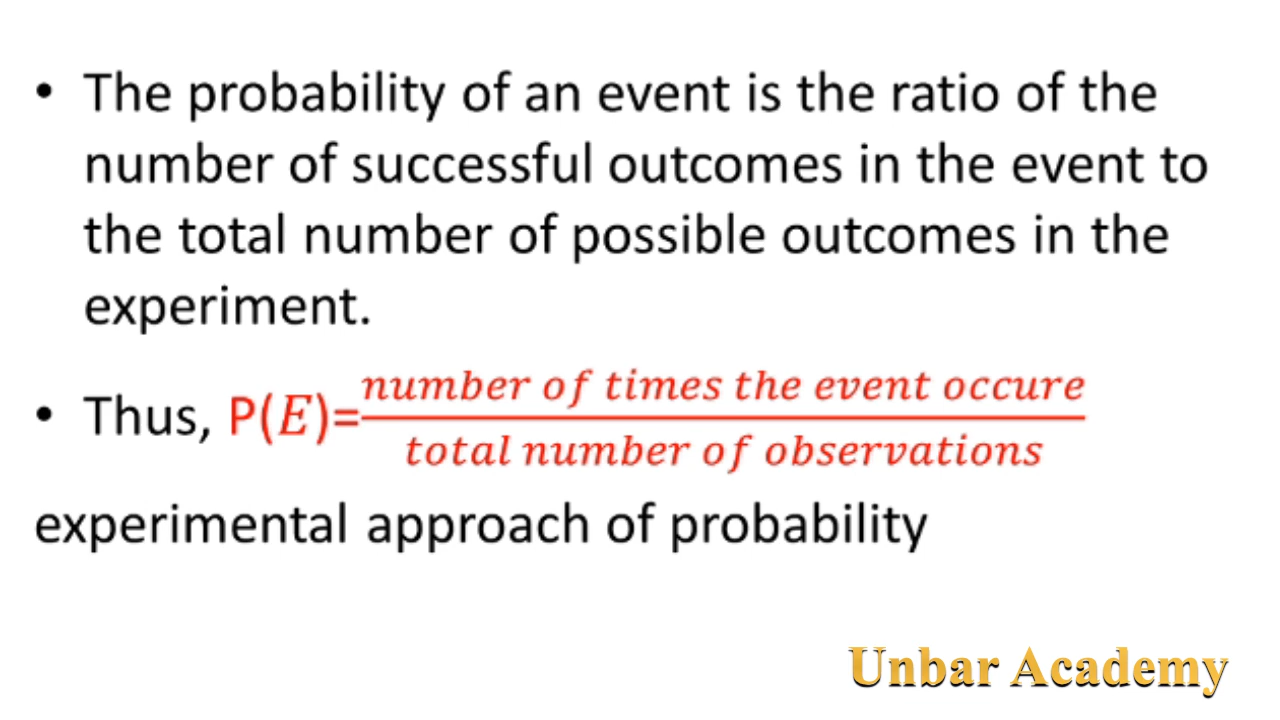 • The probability of an event is the ratio of the
number of successful outcomes in the event to
the total number of possible outcomes in the
experiment.
• Thus, P(E)=number of times the event occure
total number of observations
experimental approach of probability
Unbar Academy